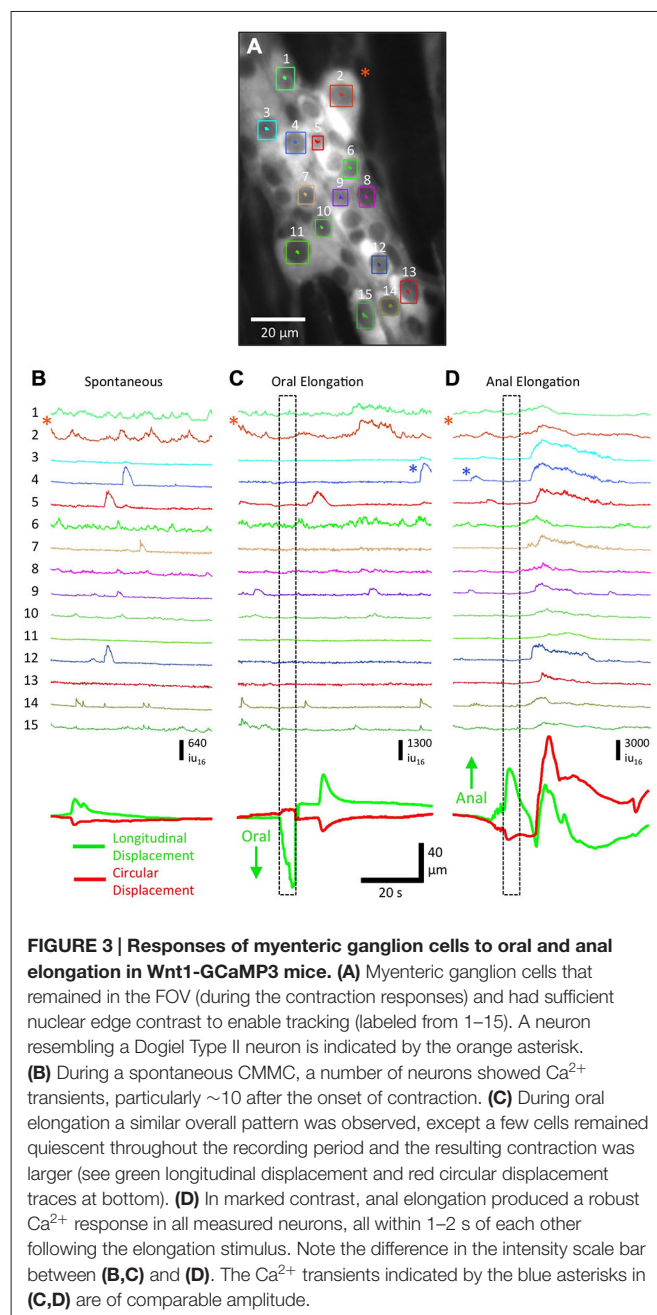 A
1
2
*
3
4
5
6
7
9
8
10
11
12
13
14
15
20 µm
B
Spontaneous
C
Oral Elongation
D
Anal Elongation
1
*
*
*
2
3
4
*
*
5
6
7
8
9
10
11
12
13
14
15
640
iu16
1300
iu16
3000
iu16
Anal
Longitudinal
Displacement
Circular
Displacement
Oral
40
µm
20 s
FIGURE 3 | Responses of myenteric ganglion cells to oral and anal
elongation in Wnt1-GCaMP3 mice. (A) Myenteric ganglion cells that
remained in the FOV (during the contraction responses) and had sufficient
nuclear edge contrast to enable tracking (labeled from 1–15). A neuron
resembling a Dogiel Type II neuron is indicated by the orange asterisk.
(B) During a spontaneous CMMC, a number of neurons showed Ca2+
transients, particularly ∼10 after the onset of contraction. (C) During oral
elongation a similar overall pattern was observed, except a few cells remained
quiescent throughout the recording period and the resulting contraction was
larger (see green longitudinal displacement and red circular displacement
traces at bottom). (D) In marked contrast, anal elongation produced a robust
Ca2+ response in all measured neurons, all within 1–2 s of each other
following the elongation stimulus. Note the difference in the intensity scale bar
between (B,C) and (D). The Ca2+ transients indicated by the blue asterisks in
(C,D) are of comparable amplitude.